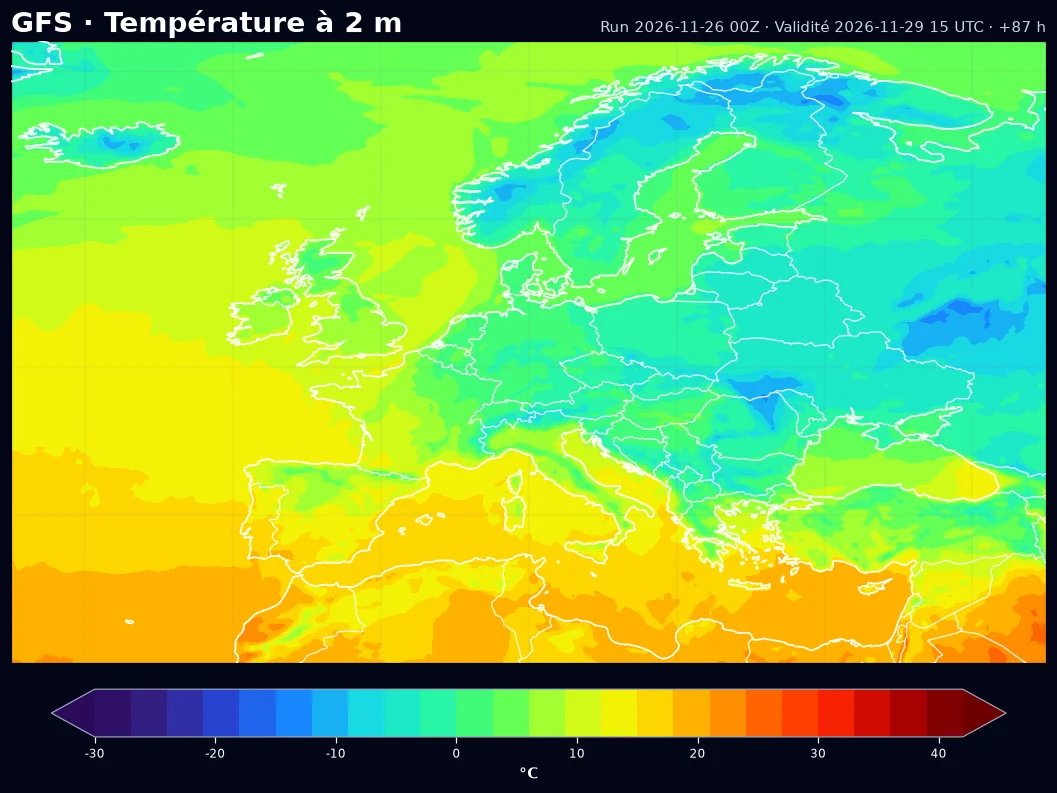 GFS · Température à 2 m
Run 2026-11-26 00Z · Validité 2026-11-29 15 UTC · +87 h
-30 -20 -10 0 10 20 30 40
°C